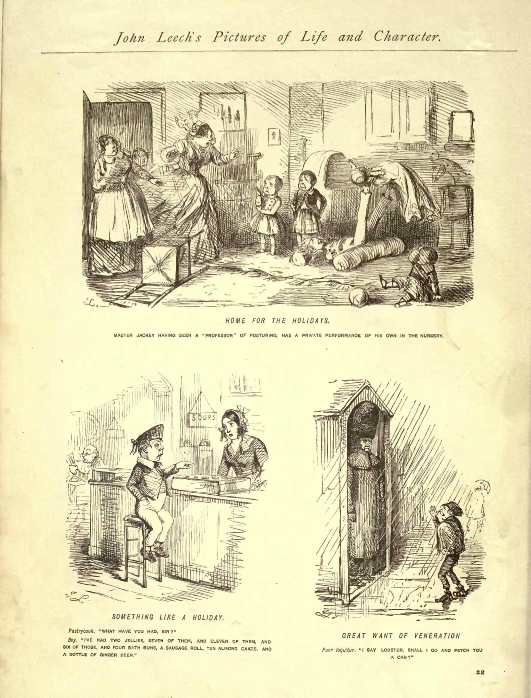 John Leech's Pictures of Life and Character.
HOME FOR THE HOLIDAYS.
MASTER JACKEY HAVING SEEN A "PROFESSOR" OF POSTURING, HAS A PRIVATE PERFORMANCE OF HIS OWN IN THE NURSERY.
SOUPS
SOMETHING LIKE A HOLIDAY.
Pastrycook. "WHAT HAVE YOU HAD, SIR?"
Boy. "I'VE HAD TWO JELLIES, SEVEN OF THEM, AND ELEVEN OF THEM, AND
SIX OF THOSE, AND FOUR BATH BUNS, A SAUSAGE ROLL, TEN ALMOND CAKES, AND
A BOTTLE OF GINGER BEER."
GREAT WANT OF VENERATION
Puer loquitur. "I SAY LOBSTER, SHALL I GO AND FETCH YOU
A CAB?"